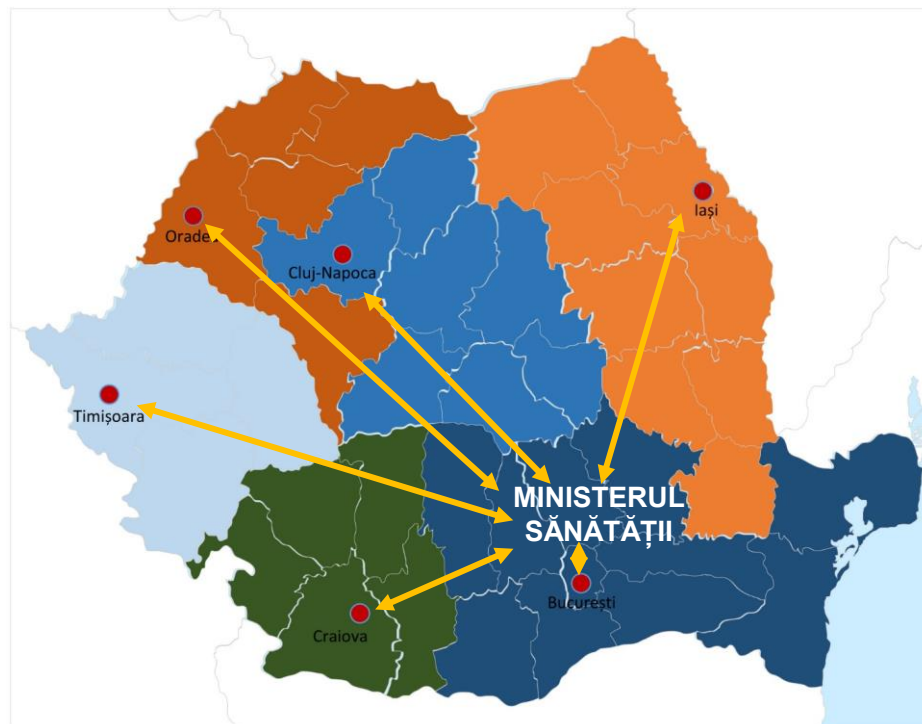 Iași
Oradea
Cluj-Napoca
Timișoara
MINISTERUL
SĂNĂTĂȚII
București
Craiova